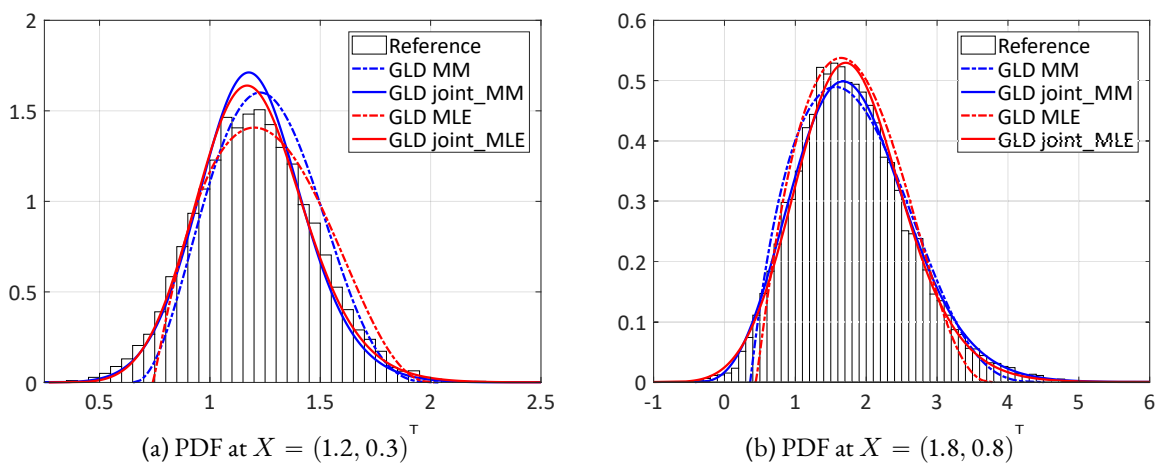 2
1.5
1
0.5
0
0.5
1
1.5
2
2.5
Reference
GLD MM
GLD joint_MM
GLD MLE
GLD joint_MLE
(a) PDF at X = (1.2, 0.3)^T
0.6
0.5
0.4
0.3
0.2
0.1
0
-1
0
1
2
3
4
5
6
Reference
GLD MM
GLD joint_MM
GLD MLE
GLD joint_MLE
(b) PDF at X = (1.8, 0.8)^T